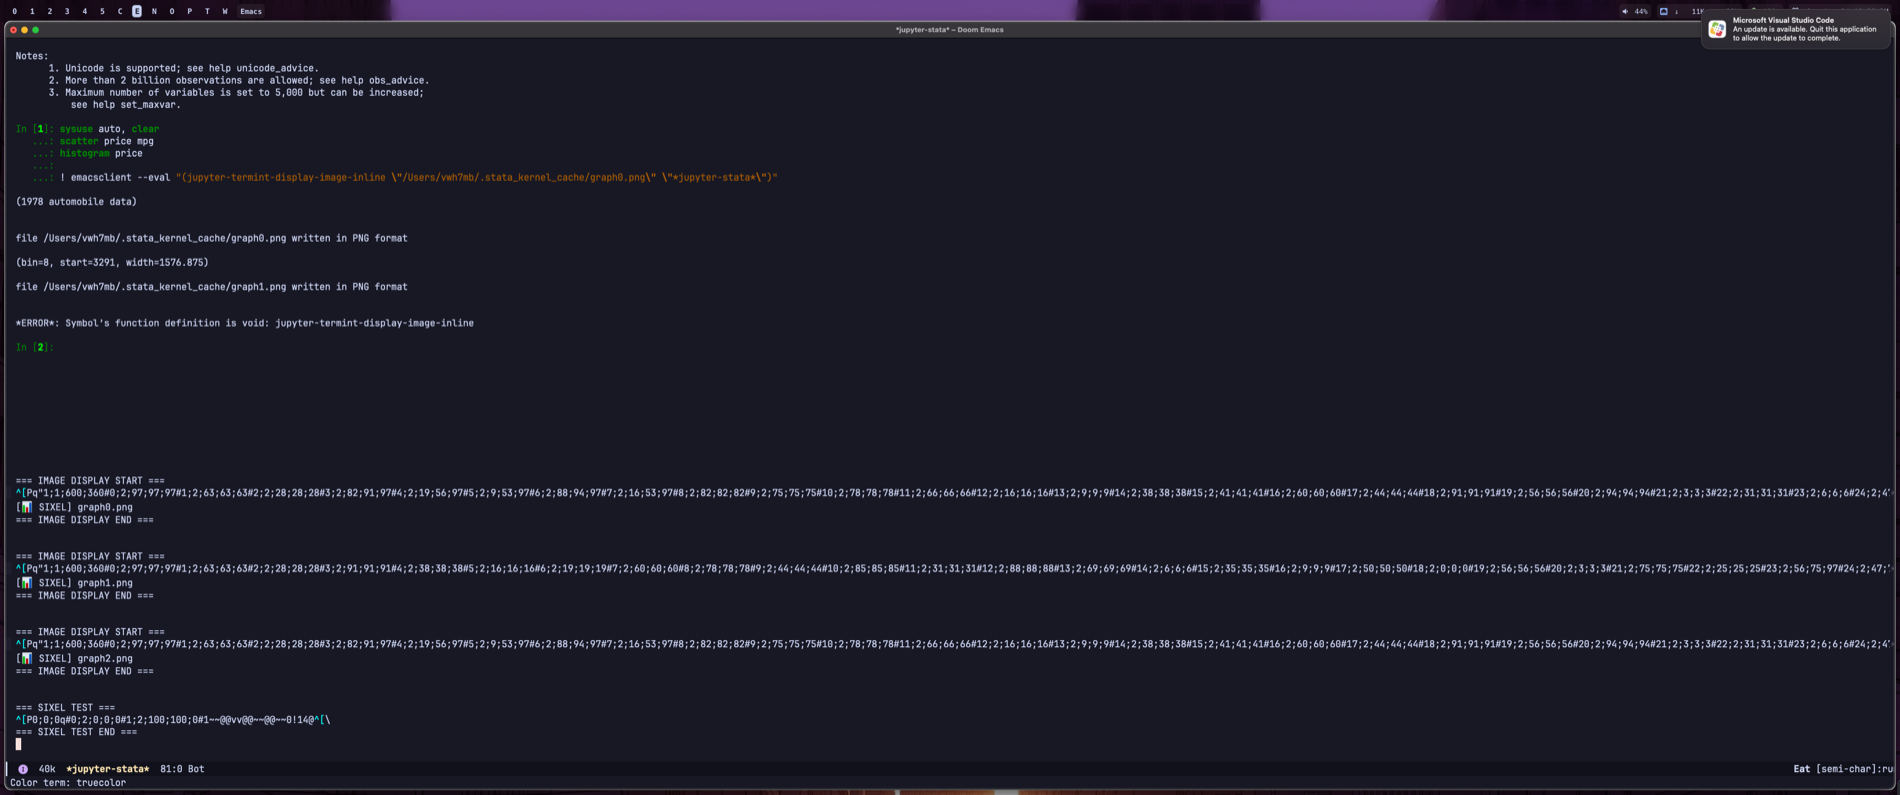 0 1 2 3 4 5 C E N O P T W Emacs
44% ↓ 11K
*jupyter-stata* – Doom Emacs
Microsoft Visual Studio Code
An update is available. Quit this application
to allow the update to complete.
Notes:
1. Unicode is supported; see help unicode_advice.
2. More than 2 billion observations are allowed; see help obs_advice.
3. Maximum number of variables is set to 5,000 but can be increased;
see help set_maxvar.
In [1]: sysuse auto, clear
...: scatter price mpg
...: histogram price
...:
...: ! emacsclient --eval "(jupyter-termint-display-image-inline \"/Users/vwh7mb/.stata_kernel_cache/graph0.png\" \"*jupyter-stata*\")"
(1978 automobile data)
file /Users/vwh7mb/.stata_kernel_cache/graph0.png written in PNG format
(bin=8, start=3291, width=1576.875)
file /Users/vwh7mb/.stata_kernel_cache/graph1.png written in PNG format
*ERROR*: Symbol's function definition is void: jupyter-termint-display-image-inline
In [2]:
=== IMAGE DISPLAY START ===
^[Pq"1;1;600;360#0;2;97;97;97#1;2;63;63;63#2;2;28;28;28#3;2;82;91;97#4;2;19;56;97#5;2;9;53;97#6;2;88;94;97#7;2;16;53;97#8;2;82;82;82#9;2;75;75;75#10;2;78;78;78#11;2;66;66;66#12;2;16;16;16#13;2;9;9;9#14;2;38;38;38#15;2;41;41;41#16;2;60;60;60#17;2;44;44;44#18;2;91;91;91#19;2;56;56;56#20;2;94;94;94#21;2;3;3;3#22;2;31;31;31#23;2;6;6;6#24;2;4
[📊 SIXEL] graph0.png
=== IMAGE DISPLAY END ===
=== IMAGE DISPLAY START ===
^[Pq"1;1;600;360#0;2;97;97;97#1;2;63;63;63#2;2;28;28;28#3;2;91;91;91#4;2;38;38;38#5;2;16;16;16#6;2;19;19;19#7;2;60;60;60#8;2;78;78;78#9;2;44;44;44#10;2;85;85;85#11;2;31;31;31#12;2;88;88;88#13;2;69;69;69#14;2;6;6;6#15;2;35;35;35#16;2;9;9;9#17;2;50;50;50#18;2;0;0;0#19;2;56;56;56#20;2;3;3;3#21;2;75;75;75#22;2;25;25;25#23;2;56;75;97#24;2;47;
[📊 SIXEL] graph1.png
=== IMAGE DISPLAY END ===
=== IMAGE DISPLAY START ===
^[Pq"1;1;600;360#0;2;97;97;97#1;2;63;63;63#2;2;28;28;28#3;2;82;91;97#4;2;19;56;97#5;2;9;53;97#6;2;88;94;97#7;2;16;53;97#8;2;82;82;82#9;2;75;75;75#10;2;78;78;78#11;2;66;66;66#12;2;16;16;16#13;2;9;9;9#14;2;38;38;38#15;2;41;41;41#16;2;60;60;60#17;2;44;44;44#18;2;91;91;91#19;2;56;56;56#20;2;94;94;94#21;2;3;3;3#22;2;31;31;31#23;2;6;6;6#24;2;4
[📊 SIXEL] graph2.png
=== IMAGE DISPLAY END ===
=== SIXEL TEST ===
^[P0;0;0q#0;2;0;0;0#1;2;100;100;0#1~~@@vv@@~~@@~~0!14@^[\
=== SIXEL TEST END ===
40k *jupyter-stata* 81:0 Bot
Eat [semi-char]:ru
Color term: truecolor